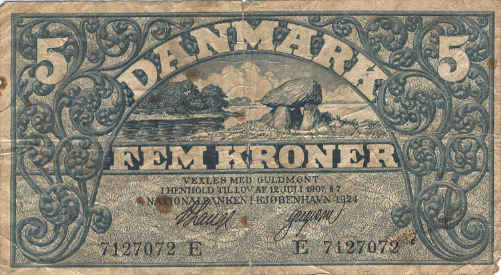 5 DANMARK 5
FEM KRONER
VEXLES MED GULDMØNT
I HENHOLD TIL LOV AF 12 JULI 1907, § 7
NATIONALBANKEN I KJØBENHAVN 1924
7127072 E E 7127072